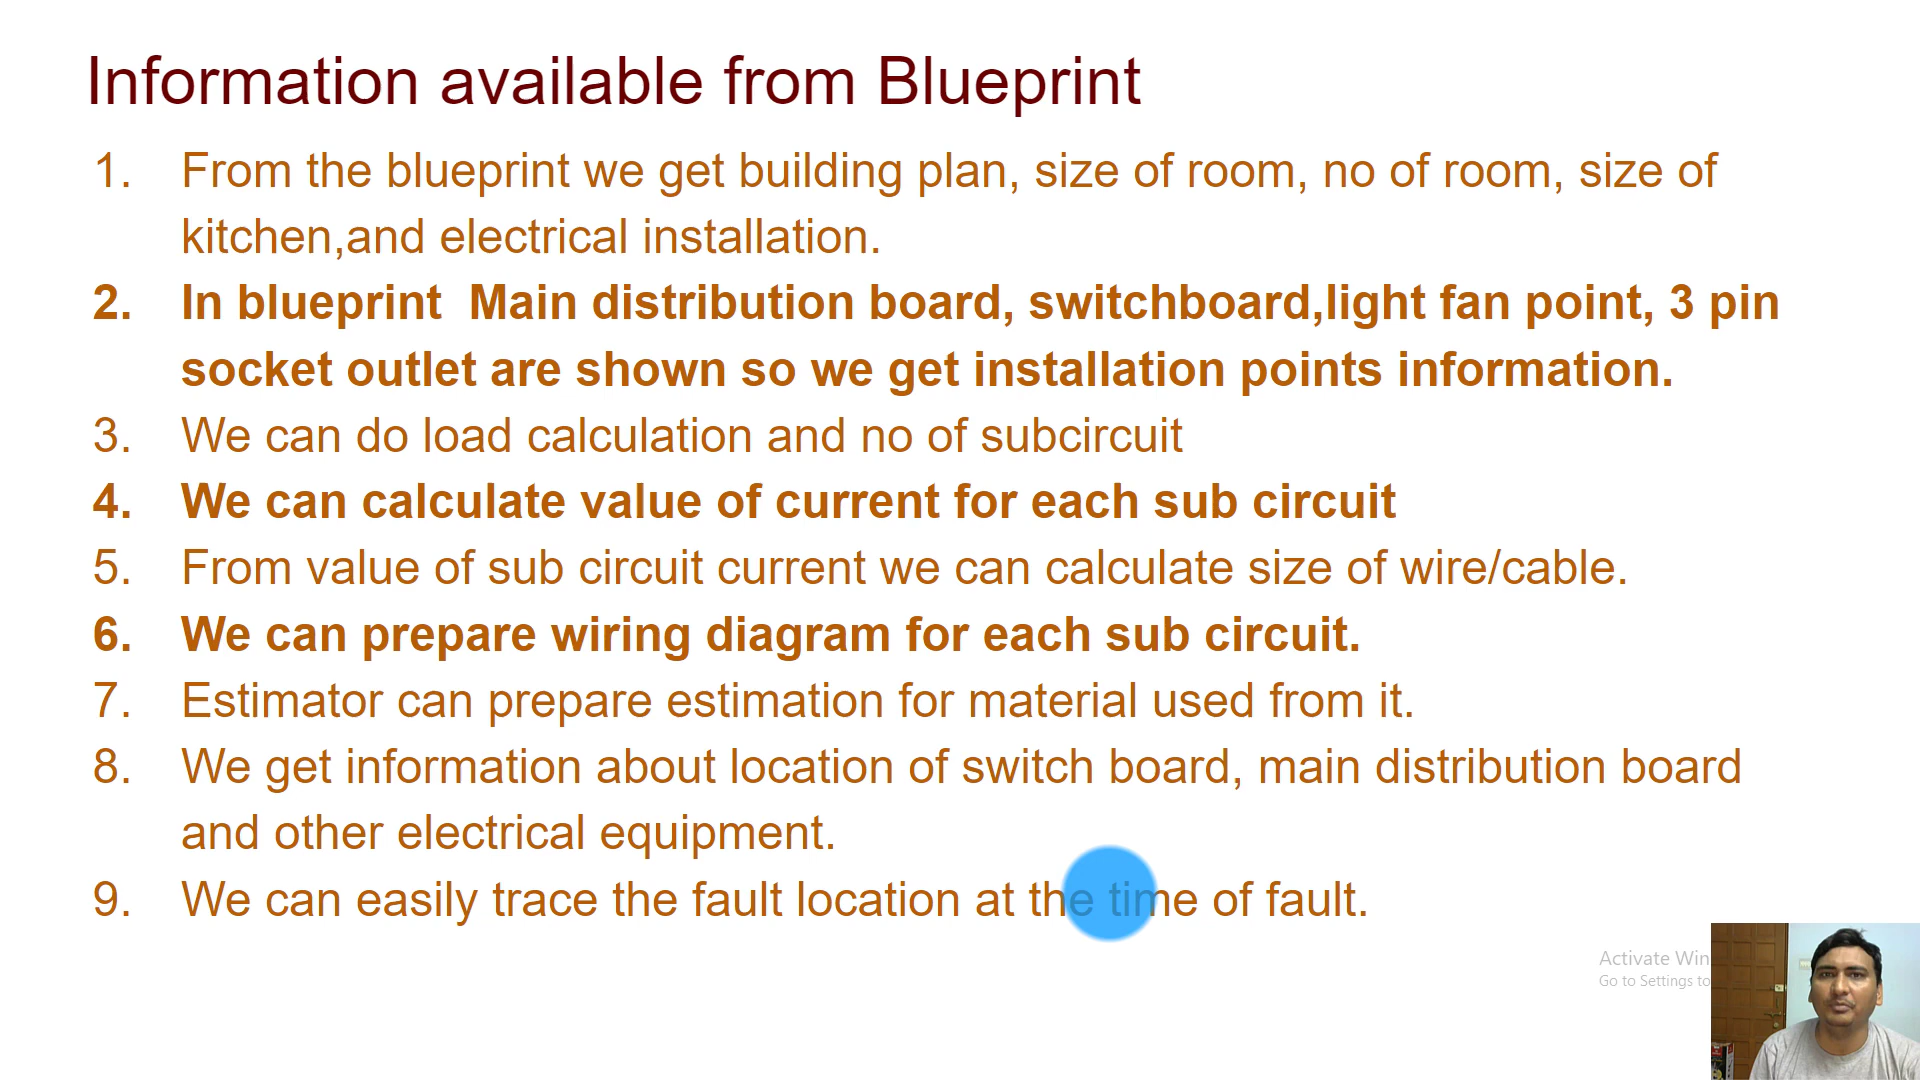 Information available from Blueprint
1. From the blueprint we get building plan, size of room, no of room, size of
kitchen,and electrical installation.
2. In blueprint  Main distribution board, switchboard,light fan point, 3 pin
socket outlet are shown so we get installation points information.
3. We can do load calculation and no of subcircuit
4. We can calculate value of current for each sub circuit
5. From value of sub circuit current we can calculate size of wire/cable.
6. We can prepare wiring diagram for each sub circuit.
7. Estimator can prepare estimation for material used from it.
8. We get information about location of switch board, main distribution board
and other electrical equipment.
9. We can easily trace the fault location at the time of fault.
Activate Win
Go to Settings to